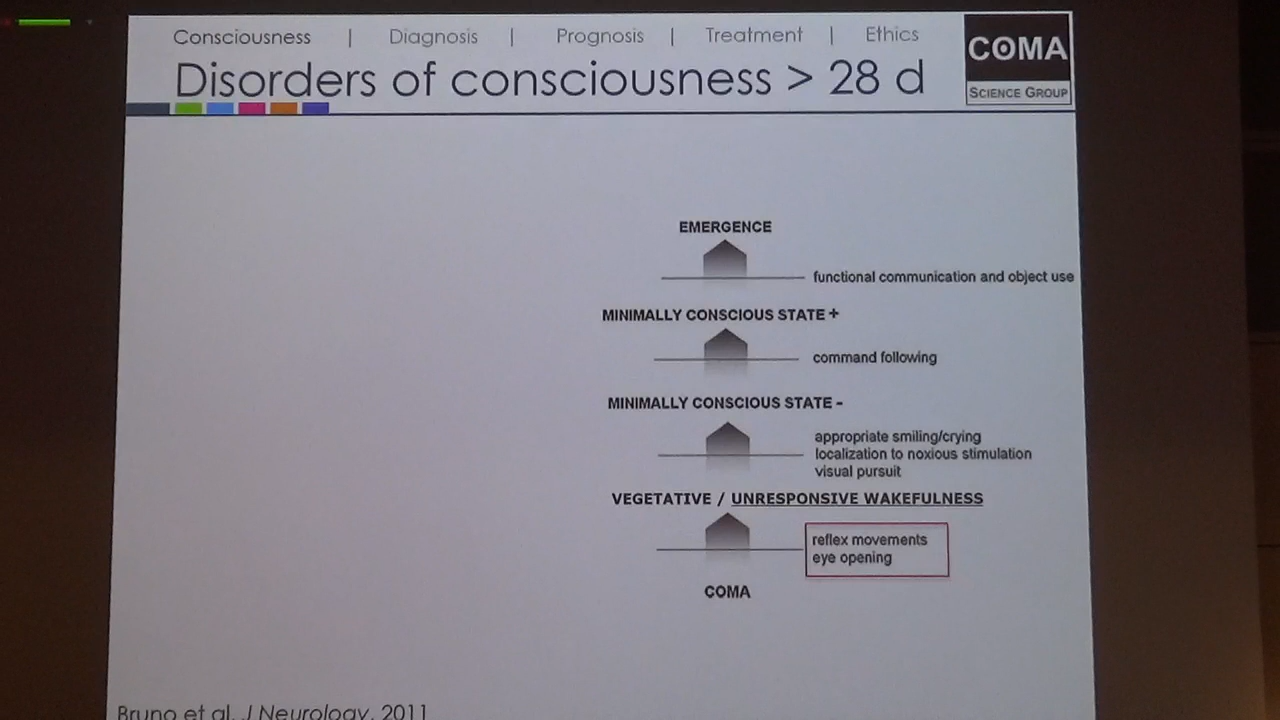 Consciousness | Diagnosis | Prognosis | Treatment | Ethics
Disorders of consciousness > 28 d
COMA
SCIENCE GROUP
EMERGENCE
functional communication and object use
MINIMALLY CONSCIOUS STATE +
command following
MINIMALLY CONSCIOUS STATE -
appropriate smiling/crying
localization to noxious stimulation
visual pursuit
VEGETATIVE / UNRESPONSIVE WAKEFULNESS
reflex movements
eye opening
COMA
Bruno et al, J Neurology, 2011